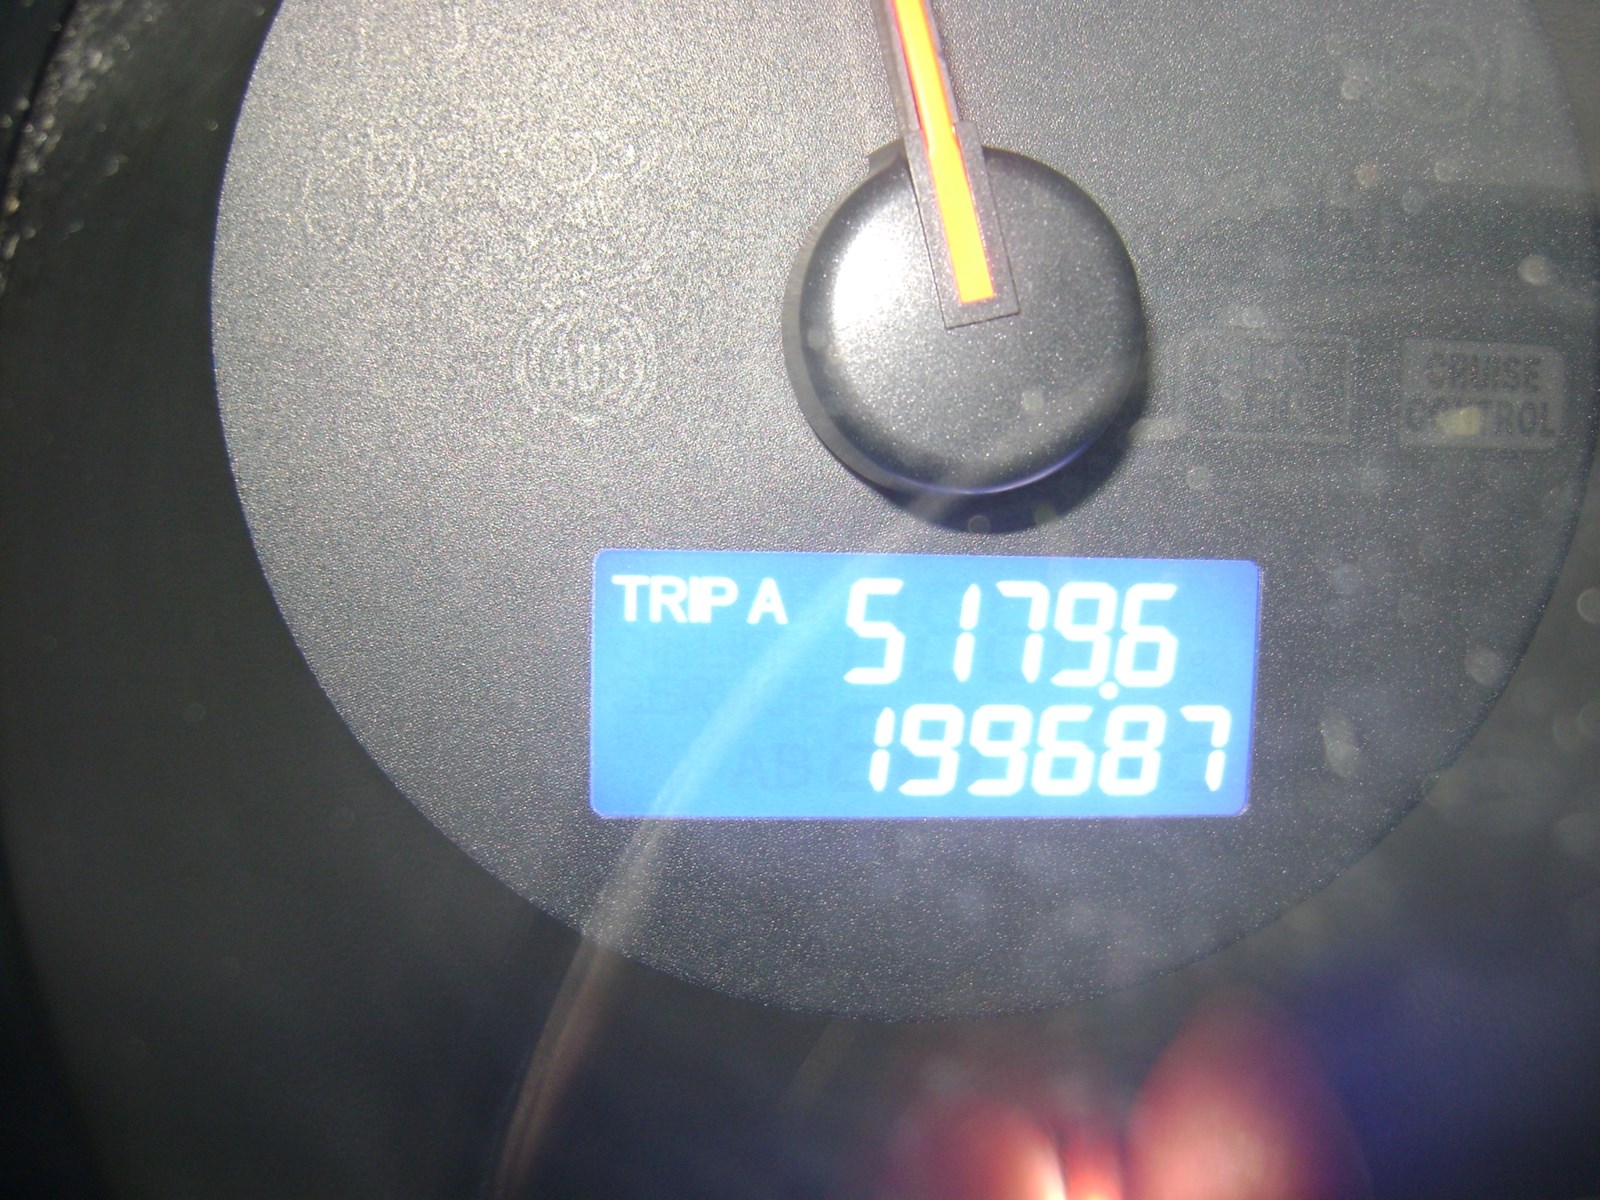 TRIP A 5179.6
199687
CRUISE
CONTROL